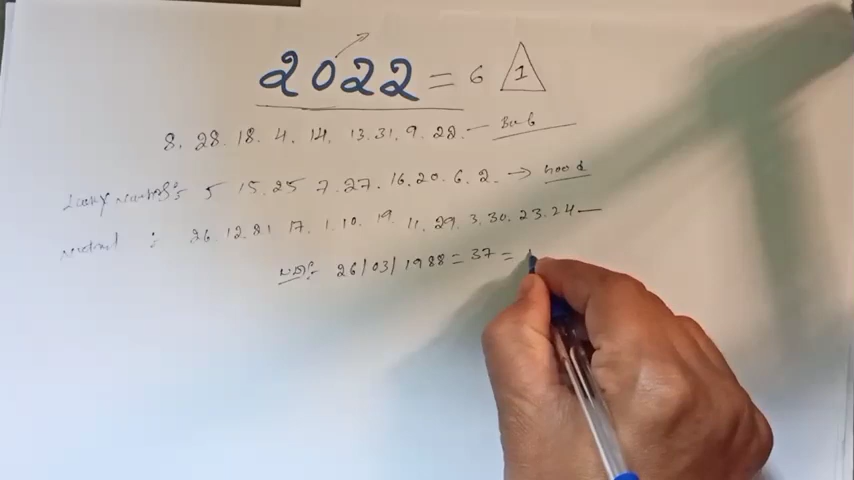 2022 = 6 1
8. 28. 18. 4. 14. 13. 31. 9. 28. —
5 15. 25 7. 27. 16. 20. 6. 2. → Good
: 26. 12. 21 17. 1. 10. 19 11. 29. 3. 30. 23. 24 —
26/03/1988 = 37 =